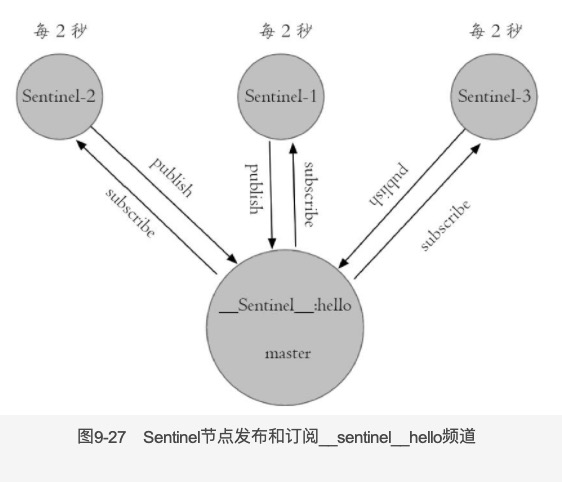 每 2 秒
每 2 秒
每 2 秒
Sentinel-2
Sentinel-1
Sentinel-3
publish
subscribe
publish
subscribe
publish
subscribe
__Sentinel__:hello
master
图9-27 Sentinel节点发布和订阅__sentinel__hello频道